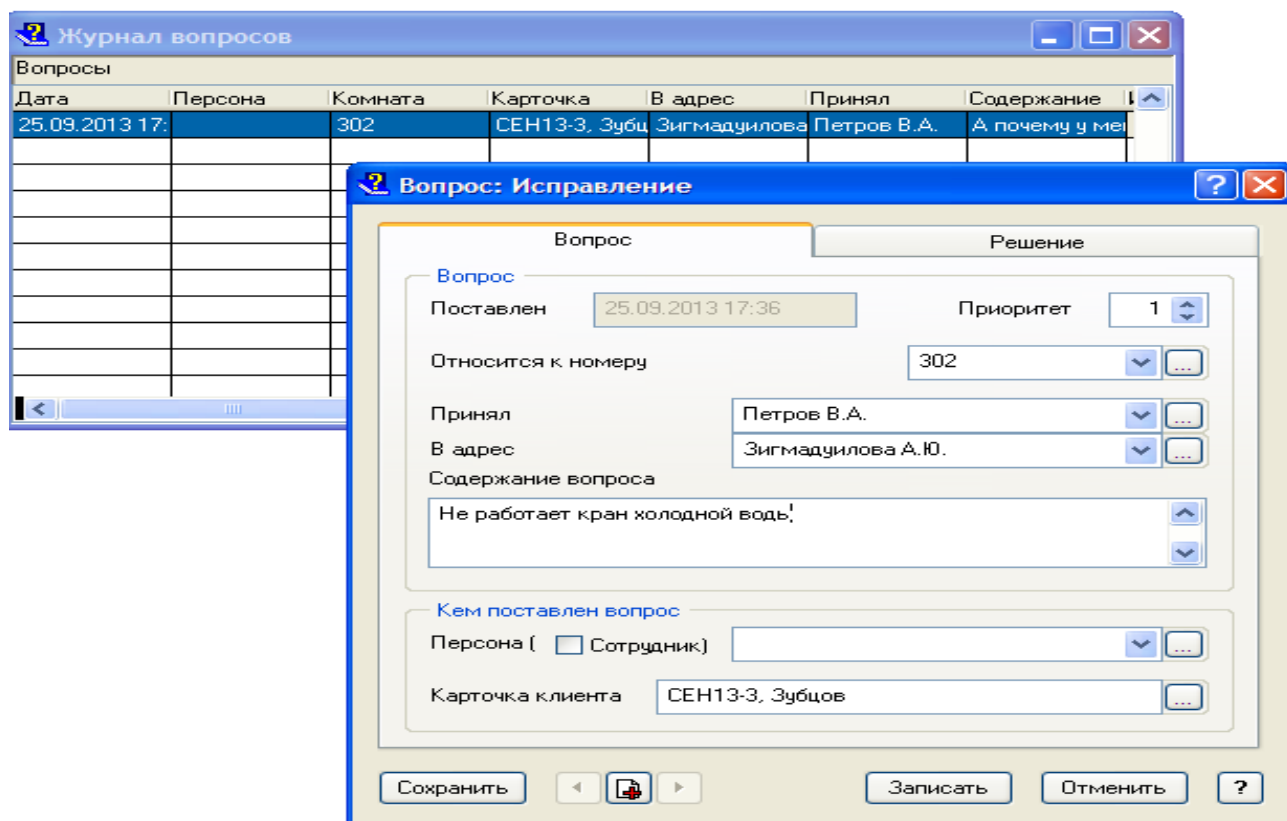 Журнал вопросов
Вопросы
Дата Персона Комната Карточка В адрес Принял Содержание
25.09.2013 17: 302 СЕН13-3, Зубц Зигмадуилова Петров В.А. А почему у ме
Вопрос: Исправление
Вопрос Решение
Вопрос
Поставлен 25.09.2013 17:36 Приоритет 1
Относится к номеру 302 ...
Принял Петров В.А. ...
В адрес Зигмадуилова А.Ю. ...
Содержание вопроса
Не работает кран холодной воды
Кем поставлен вопрос
Персона ( Сотрудник) ...
Карточка клиента СЕН13-3, Зубцов ...
Сохранить Записать Отменить ?